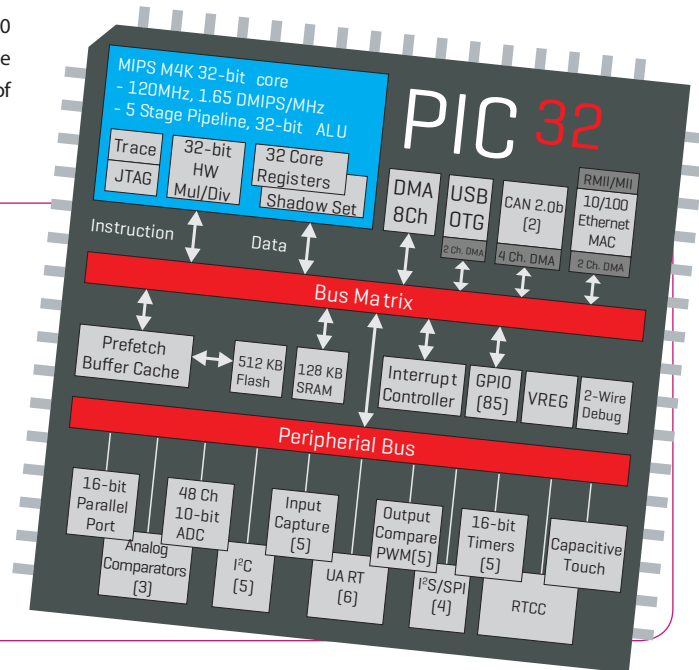 0
e
of
MIPS M4K 32-bit core
- 120MHz, 1.65 DMIPS/MHz
- 5 Stage Pipeline, 32-bit ALU
Trace
JTAG
32-bit
HW
Mul/Div
32 Core
Registers
Shadow Set
PIC 32
DMA
8Ch
USB
OTG
2 Ch. DMA
CAN 2.0b
(2)
4 Ch. DMA
RMII/MII
10/100
Ethernet
MAC
2 Ch. DMA
Instruction
Data
Bus Matrix
Prefetch
Buffer Cache
512 KB
Flash
128 KB
SRAM
Interrupt
Controller
GPIO
(85)
VREG
2-Wire
Debug
Peripherial Bus
16-bit
Parallel
Port
Analog
Comparators
(3)
48 Ch
10-bit
ADC
I²C
(5)
Input
Capture
(5)
UART
(6)
Output
Compare
PWM(5)
I²S/SPI
(4)
16-bit
Timers
(5)
RTCC
Capacitive
Touch